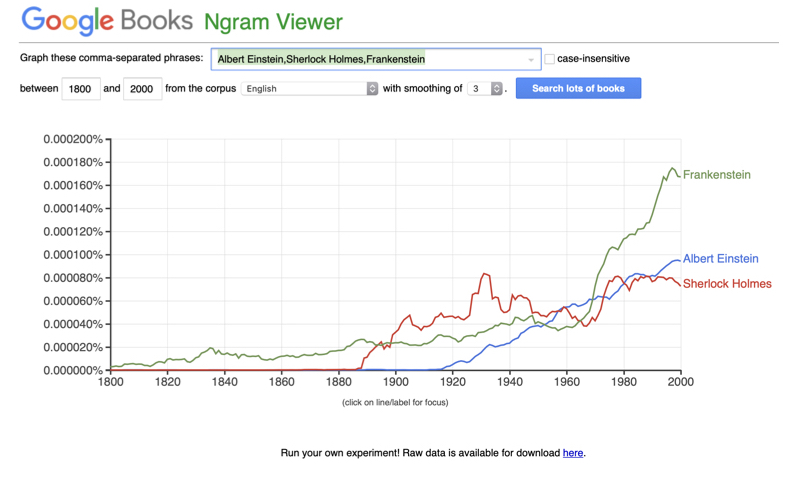 Google Books Ngram Viewer
Graph these comma-separated phrases: Albert Einstein,Sherlock Holmes,Frankenstein case-insensitive
between 1800 and 2000 from the corpus English with smoothing of 3 . Search lots of books
0.000200%
0.000180%
Frankenstein
0.000160%
0.000140%
0.000120%
0.000100%
Albert Einstein
0.000080%
Sherlock Holmes
0.000060%
0.000040%
0.000020%
0.000000%
1800 1820 1840 1860 1880 1900 1920 1940 1960 1980 2000
(click on line/label for focus)
Run your own experiment! Raw data is available for download here.